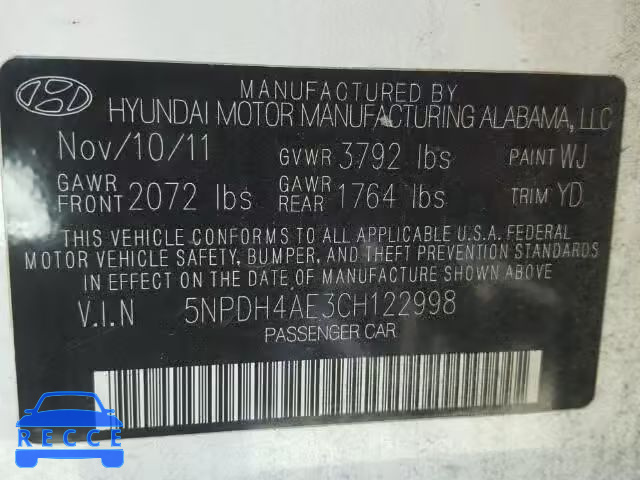 MANUFACTURED BY
HYUNDAI MOTOR MANUFACTURING ALABAMA, LLC
Nov/10/11 GVWR 3792 lbs PAINT WJ
GAWR FRONT 2072 lbs GAWR REAR 1764 lbs TRIM YD
THIS VEHICLE CONFORMS TO ALL APPLICABLE U.S.A. FEDERAL
MOTOR VEHICLE SAFETY, BUMPER, AND THEFT PREVENTION STANDARDS
IN EFFECT ON THE DATE OF MANUFACTURE SHOWN ABOVE
V.I.N 5NPDH4AE3CH122998
PASSENGER CAR
EPCCCE